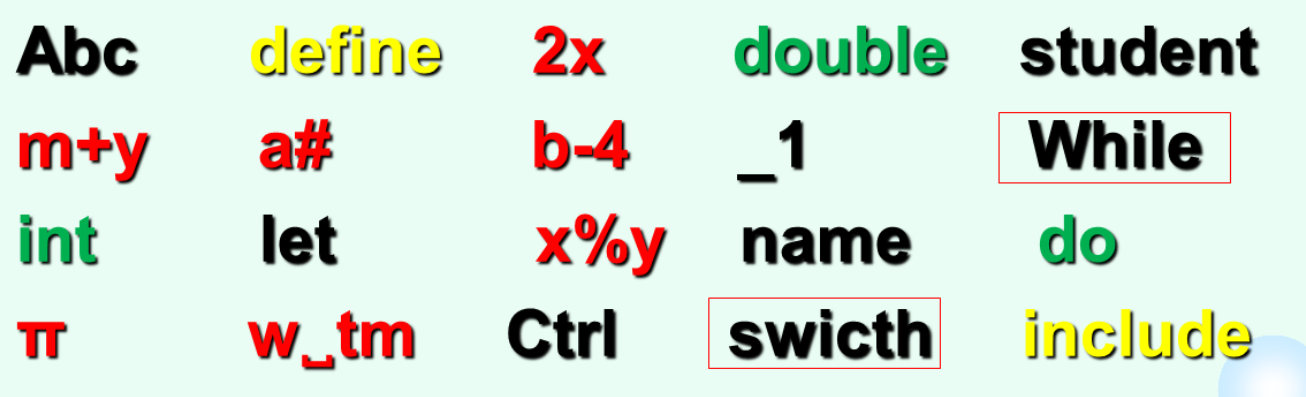 Abc define 2x double student
m+y a# b-4 _1 While
int let x%y name do
π w␣tm Ctrl swicth include